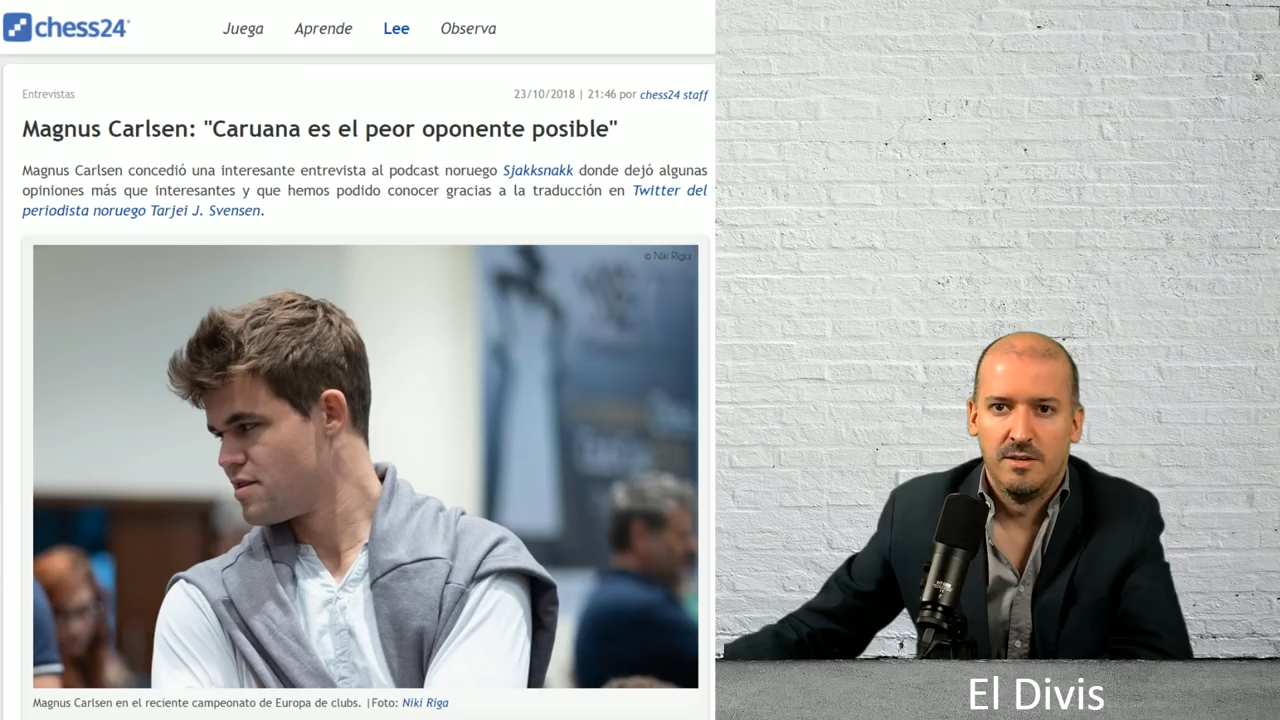 chess24
Juega Aprende Lee Observa
Entrevistas
23/10/2018 | 21:46 por chess24 staff
Magnus Carlsen: "Caruana es el peor oponente posible"
Magnus Carlsen concedió una interesante entrevista al podcast noruego Sjakksnakk donde dejó algunas
opiniones más que interesantes y que hemos podido conocer gracias a la traducción en Twitter del
periodista noruego Tarjei J. Svensen.
© Niki Riga
Magnus Carlsen en el reciente campeonato de Europa de clubs. |Foto: Niki Riga
El Divis